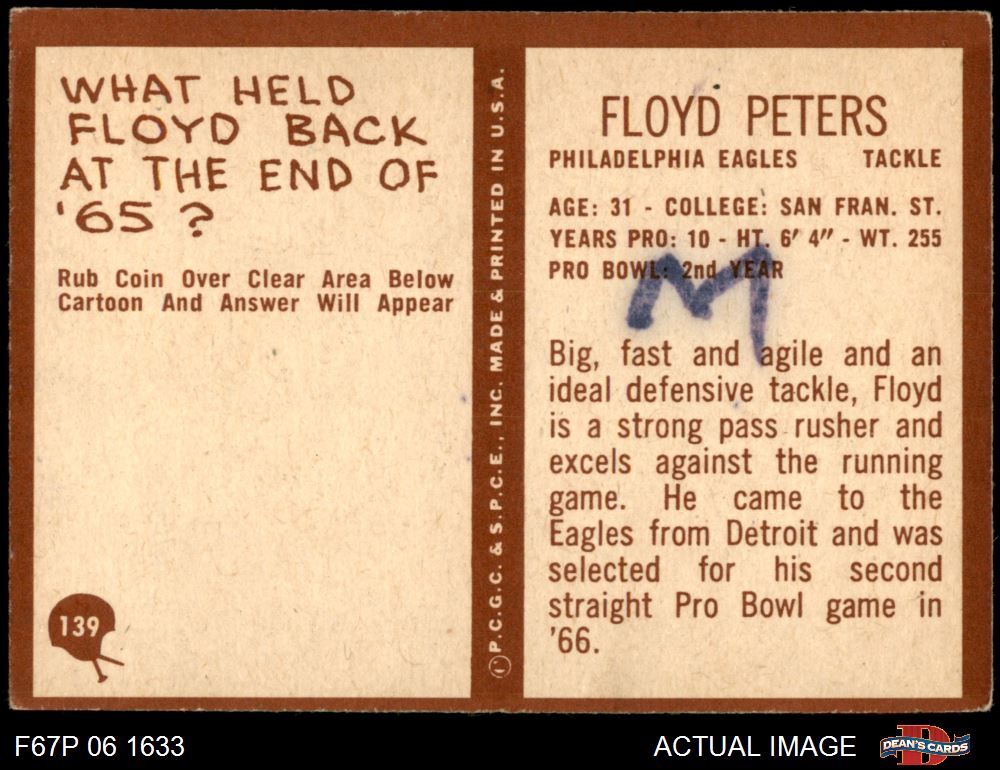 WHAT HELD
FLOYD BACK
AT THE END OF
'65 ?
Rub Coin Over Clear Area Below
Cartoon And Answer Will Appear
139
©P.C.G.C. & S.P.C.E., INC. MADE & PRINTED IN U.S.A.
FLOYD PETERS
PHILADELPHIA EAGLES TACKLE
AGE: 31 - COLLEGE: SAN FRAN. ST.
YEARS PRO: 10 - HT. 6' 4" - WT. 255
PRO BOWL: 2nd YEAR
M
Big, fast and agile and an
ideal defensive tackle, Floyd
is a strong pass rusher and
excels against the running
game. He came to the
Eagles from Detroit and was
selected for his second
straight Pro Bowl game in
'66.
F67P 06 1633
ACTUAL IMAGE
D
DEAN'S CARDS